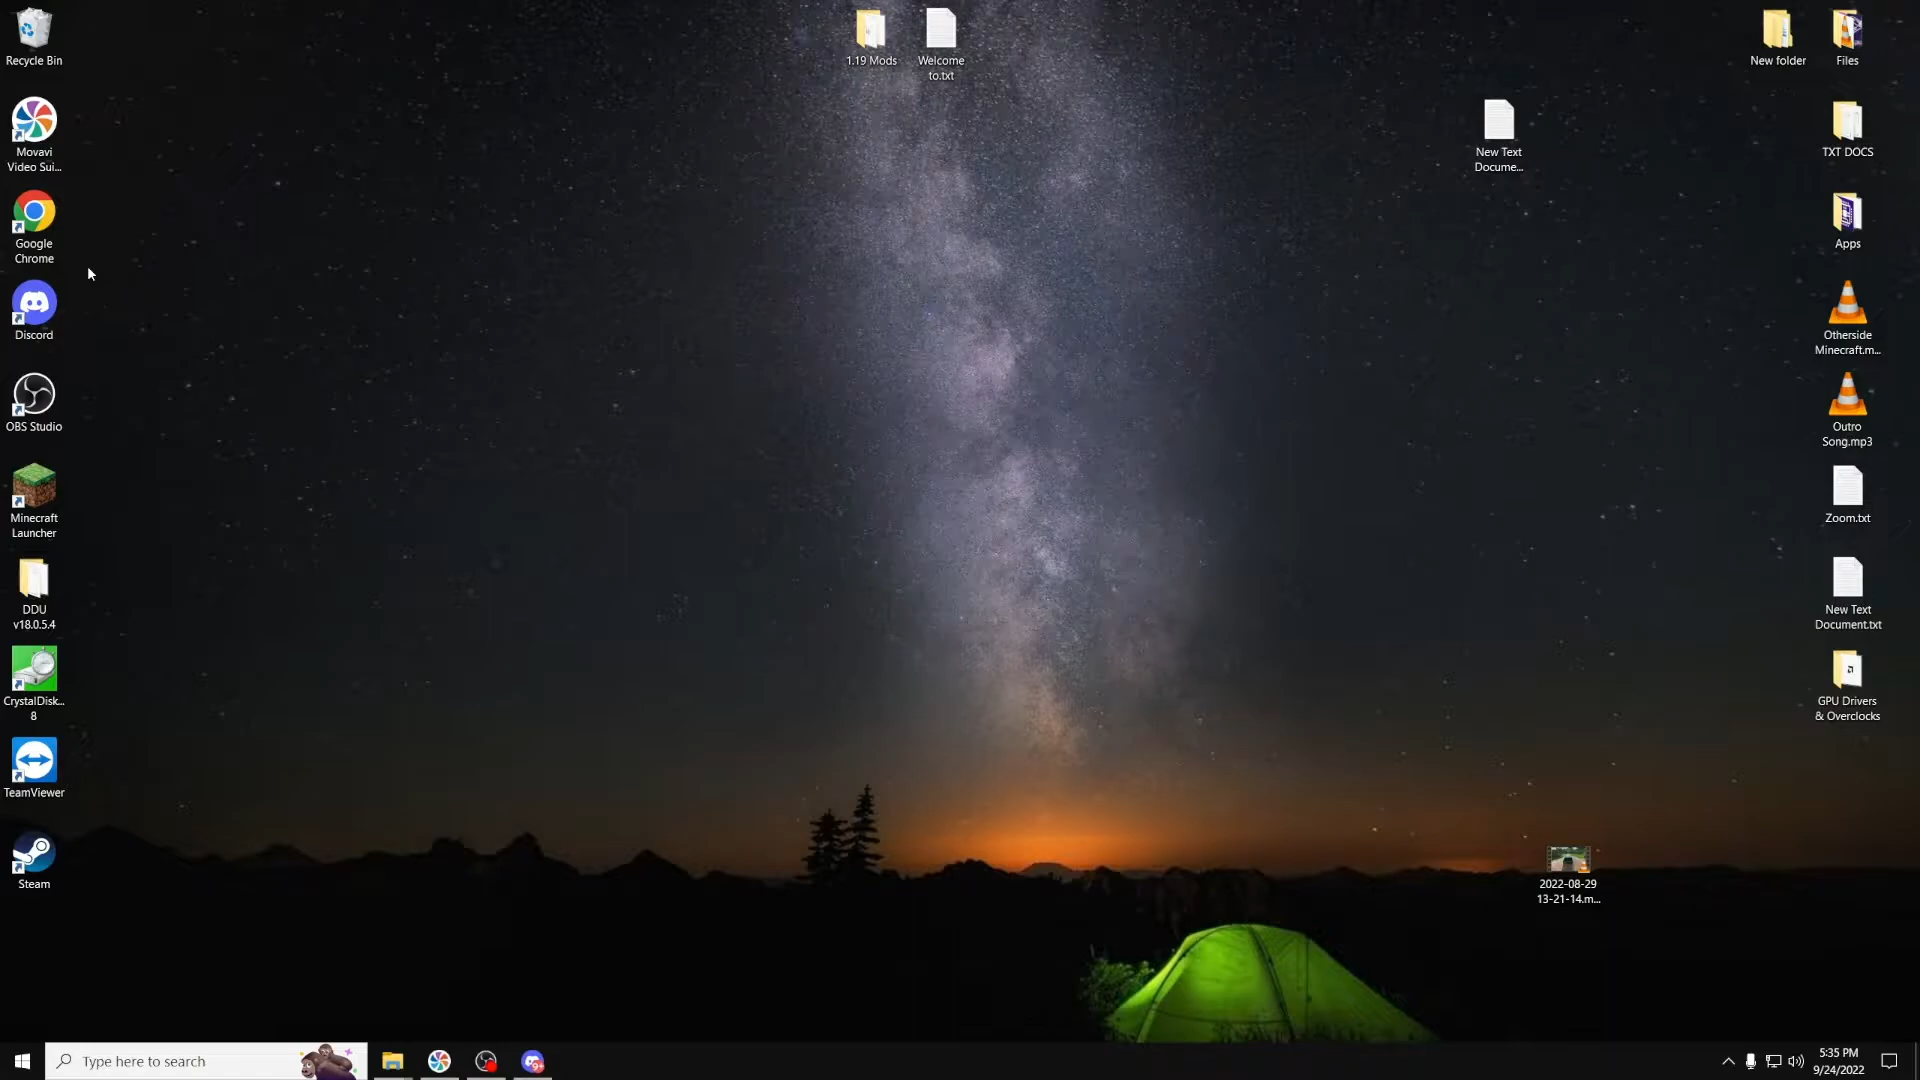 Recycle Bin
Movavi
Video Sui...
Google
Chrome
Discord
OBS Studio
Minecraft
Launcher
DDU
v18.0.5.4
CrystalDisk...
8
TeamViewer
Steam
1.19 Mods
Welcome
to.txt
New Text
Docume...
2022-08-29
13-21-14.m...
New folder
Files
TXT DOCS
Apps
Otherside
Minecraft.m...
Outro
Song.mp3
Zoom.txt
New Text
Document.txt
GPU Drivers
& Overclocks
Type here to search
9+
5:35 PM
9/24/2022